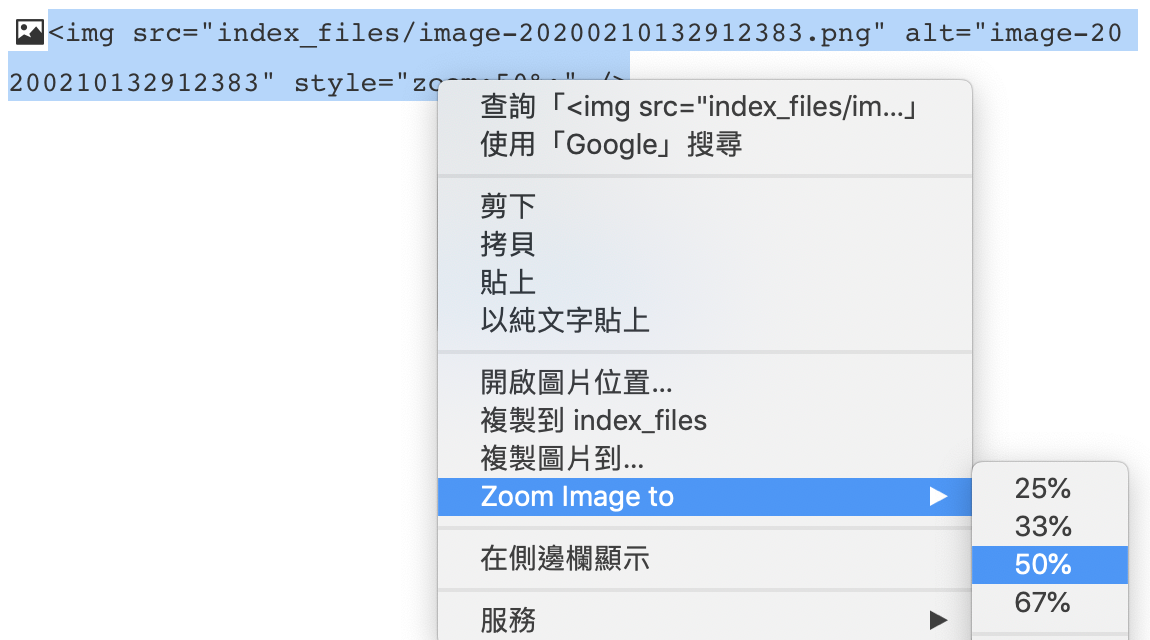 <img src="index_files/image-20200210132912383.png" alt="image-20
200210132912383" style="zoom:50%;" />
查詢「<img src="index_files/im...」
使用「Google」搜尋
剪下
拷貝
貼上
以純文字貼上
開啟圖片位置...
複製到 index_files
複製圖片到...
Zoom Image to
25%
33%
50%
67%
在側邊欄顯示
服務